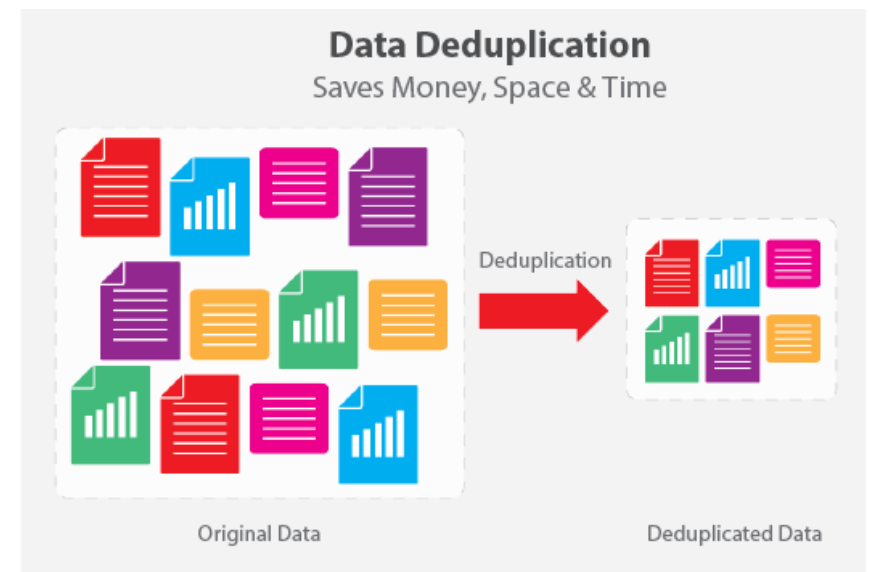 Data Deduplication
Saves Money, Space & Time
Deduplication
Original Data
Deduplicated Data